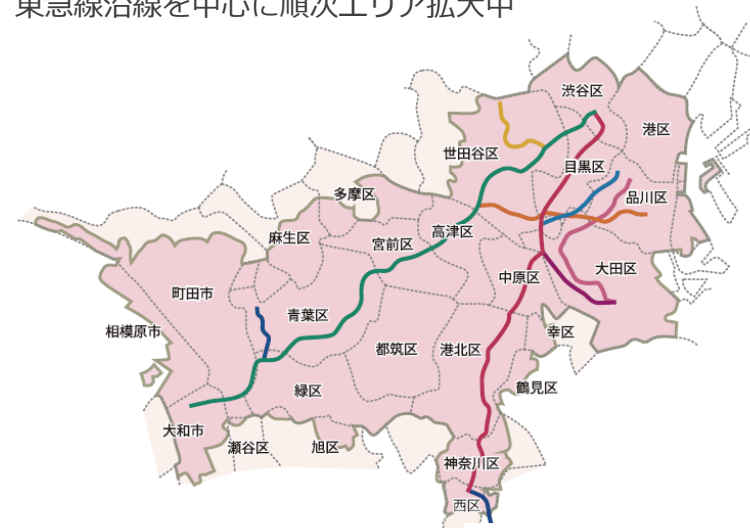 東急線沿線を中心に順次エリア拡大中
渋谷区
港区
世田谷区
目黒区
品川区
多摩区
麻生区
宮前区
高津区
大田区
中原区
町田市
青葉区
相模原市
幸区
都筑区
港北区
緑区
鶴見区
大和市
瀬谷区
旭区
神奈川区
西区